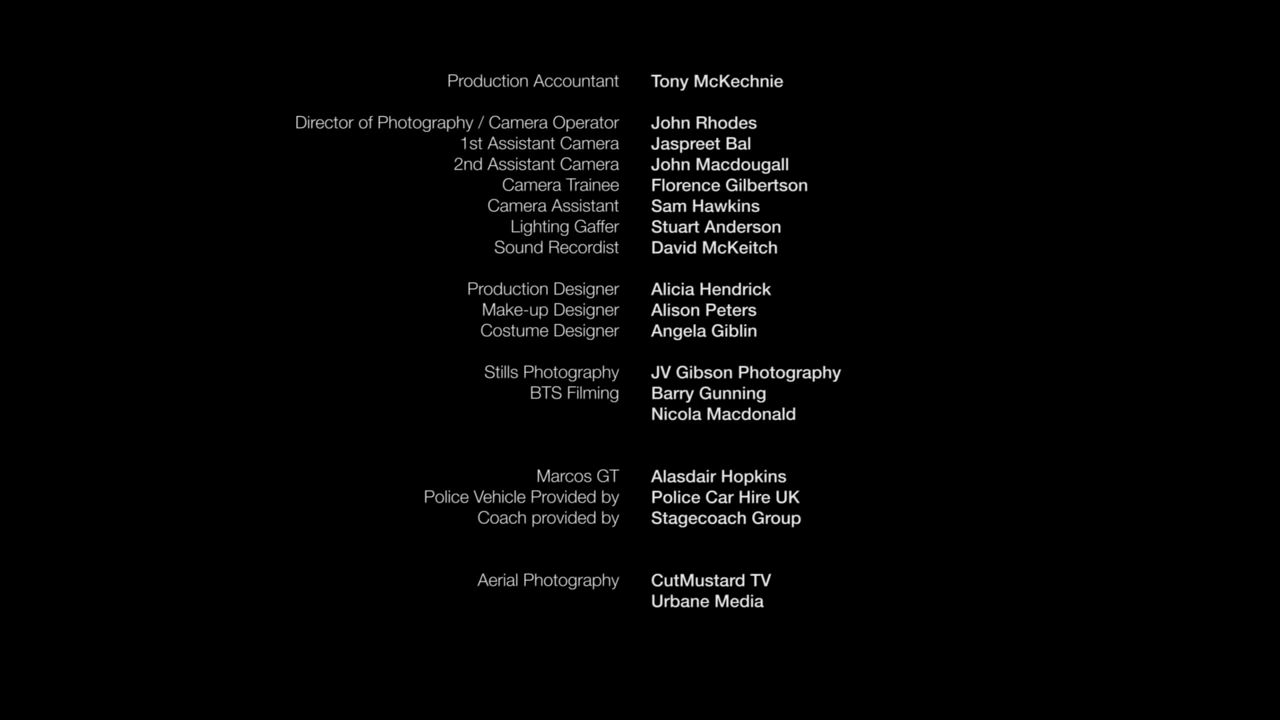 Production Accountant Tony McKechnie
Director of Photography / Camera Operator John Rhodes
1st Assistant Camera Jaspreet Bal
2nd Assistant Camera John Macdougall
Camera Trainee Florence Gilbertson
Camera Assistant Sam Hawkins
Lighting Gaffer Stuart Anderson
Sound Recordist David McKeitch
Production Designer Alicia Hendrick
Make-up Designer Alison Peters
Costume Designer Angela Giblin
Stills Photography JV Gibson Photography
BTS Filming Barry Gunning
Nicola Macdonald
Marcos GT Alasdair Hopkins
Police Vehicle Provided by Police Car Hire UK
Coach provided by Stagecoach Group
Aerial Photography CutMustard TV
Urbane Media